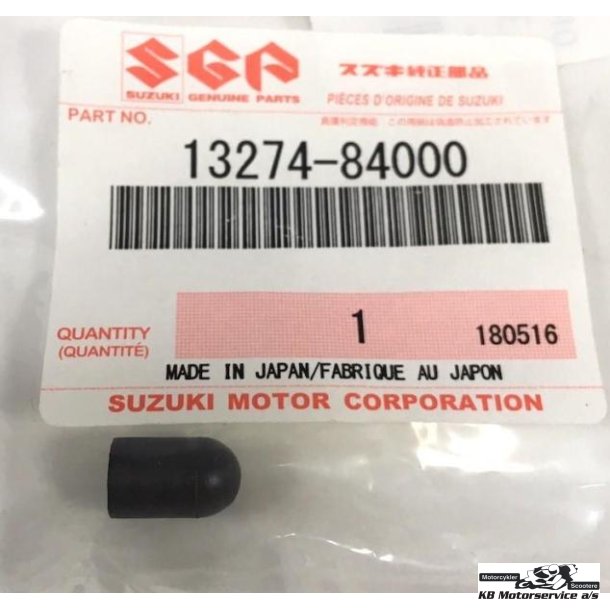 SGP
スズキ純正部品
SUZUKI GENUINE PARTS
PIÈCES D'ORIGINE DE SUZUKI
PART NO.
13274-84000
QUANTITY
(QUANTITÉ)
1
180516
MADE IN JAPAN/FABRIQUE AU JAPON
SUZUKI MOTOR CORPORATION
Motorcykler
Scootere
KB Motorservice a/s